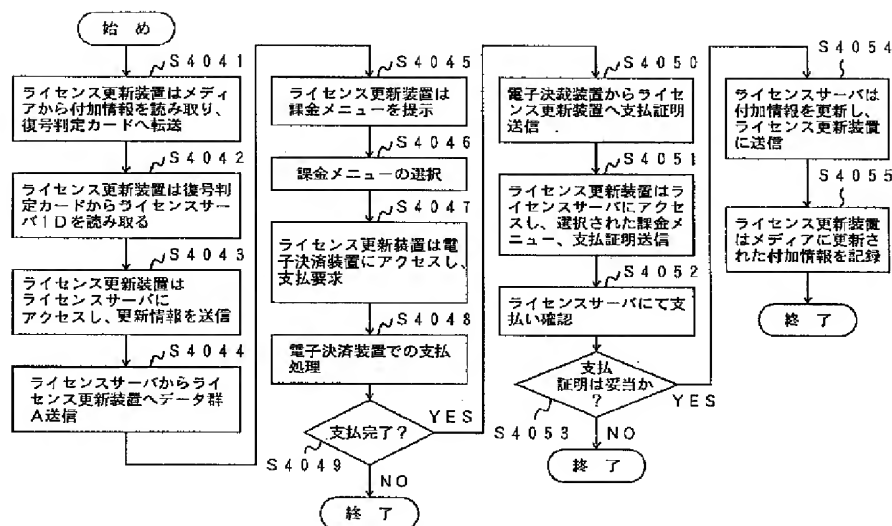 始め
S4041
ライセンス更新装置はメディ
アから付加情報を読み取り、
復号判定カードへ転送
S4042
ライセンス更新装置は復号判
定カードからライセンスサー
バIDを読み取る
S4043
ライセンス更新装置は
ライセンスサーバに
アクセスし、更新情報を送信
S4044
ライセンスサーバからライ
センス更新装置へデータ群
A送信
S4045
ライセンス更新装置は
課金メニューを提示
S4046
課金メニューの選択
S4047
ライセンス更新装置は電
子決済装置にアクセスし、
支払要求
S4048
電子決済装置での支払
処理
支払完了?
YES
S4049
NO
終了
S4050
電子決裁装置からライセ
ンス更新装置へ支払証明
送信
S4051
ライセンス更新装置はライ
センスサーバにアクセ
スし、選択された課金メ
ニュー、支払証明送信
S4052
ライセンスサーバにて支
払い確認
支払
証明は妥当か
?
YES
S4053
NO
終了
S4054
ライセンスサーバは
付加情報を更新し、
ライセンス更新装置
に送信
S4055
ライセンス更新装置
はメディアに更新さ
れた付加情報を記録
終了